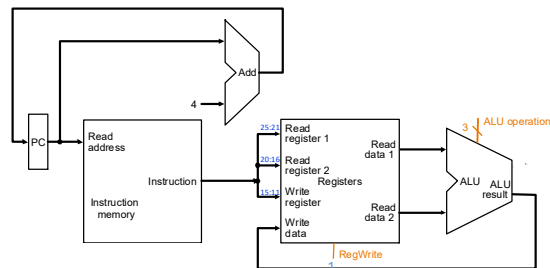 Add
4
PC
Read
address
Instruction
Instruction
memory
25:21
Read
register 1
20:16
Read
register 2
15:11
Write
register
Write
data
Registers
Read
data 1
Read
data 2
RegWrite
1
ALU operation
3
ALU
ALU
result